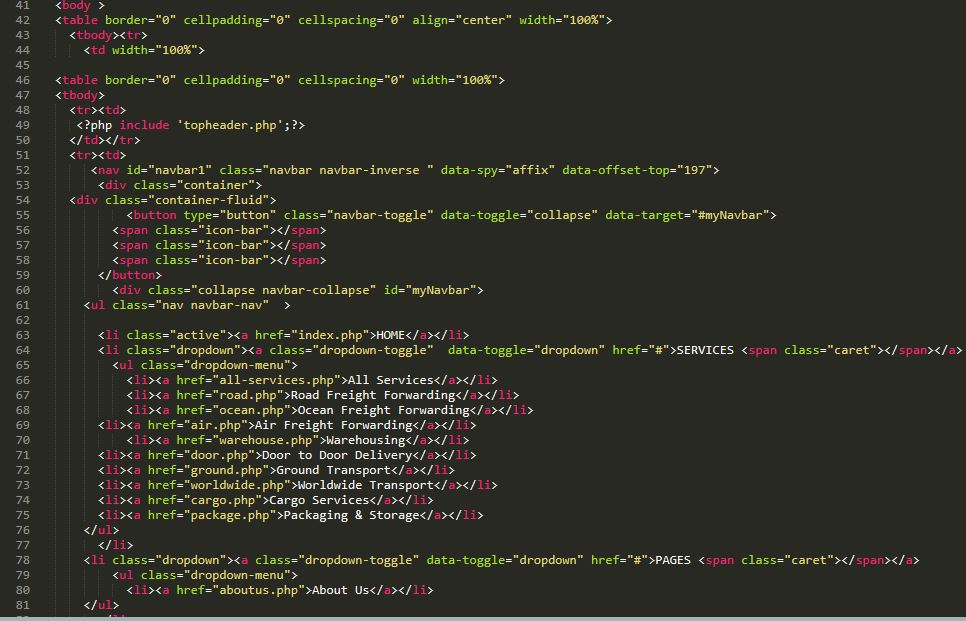 41 <body >
42 <table border="0" cellpadding="0" cellspacing="0" align="center" width="100%">
43 <tbody><tr>
44 <td width="100%">
45
46 <table border="0" cellpadding="0" cellspacing="0" width="100%">
47 <tbody>
48 <tr><td>
49 <?php include 'topheader.php';?>
50 </td></tr>
51 <tr><td>
52 <nav id="navbar1" class="navbar navbar-inverse " data-spy="affix" data-offset-top="197">
53 <div class="container">
54 <div class="container-fluid">
55 <button type="button" class="navbar-toggle" data-toggle="collapse" data-target="#myNavbar">
56 <span class="icon-bar"></span>
57 <span class="icon-bar"></span>
58 <span class="icon-bar"></span>
59 </button>
60 <div class="collapse navbar-collapse" id="myNavbar">
61 <ul class="nav navbar-nav"  >
62
63 <li class="active"><a href="index.php">HOME</a></li>
64 <li class="dropdown"><a class="dropdown-toggle"  data-toggle="dropdown" href="#">SERVICES <span class="caret"></span></a>
65 <ul class="dropdown-menu">
66 <li><a href="all-services.php">All Services</a></li>
67 <li><a href="road.php">Road Freight Forwarding</a></li>
68 <li><a href="ocean.php">Ocean Freight Forwarding</a></li>
69 <li><a href="air.php">Air Freight Forwarding</a></li>
70 <li><a href="warehouse.php">Warehousing</a></li>
71 <li><a href="door.php">Door to Door Delivery</a></li>
72 <li><a href="ground.php">Ground Transport</a></li>
73 <li><a href="worldwide.php">Worldwide Transport</a></li>
74 <li><a href="cargo.php">Cargo Services</a></li>
75 <li><a href="package.php">Packaging & Storage</a></li>
76 </ul>
77 </li>
78 <li class="dropdown"><a class="dropdown-toggle" data-toggle="dropdown" href="#">PAGES <span class="caret"></span></a>
79 <ul class="dropdown-menu">
80 <li><a href="aboutus.php">About Us</a></li>
81 </ul>